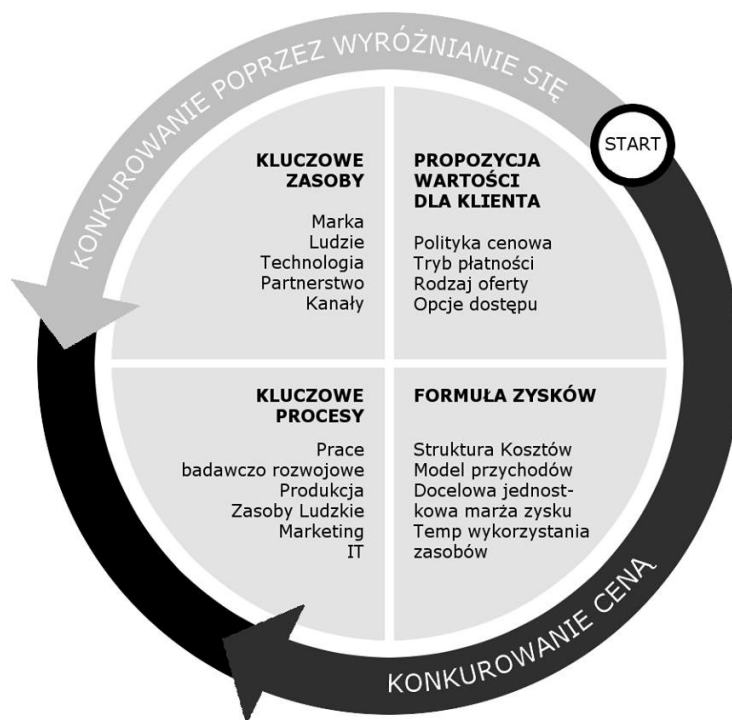 KONKUROWANIE POPRZEZ WYRÓŻNIANIE SIĘ
START
KLUCZOWE
ZASOBY
Marka
Ludzie
Technologia
Partnerstwo
Kanały
PROPOZYCJA
WARTOŚCI
DLA KLIENTA
Polityka cenowa
Tryb płatności
Rodzaj oferty
Opcje dostępu
KLUCZOWE
PROCESY
Prace
badawczo rozwojowe
Produkcja
Zasoby Ludzkie
Marketing
IT
FORMUŁA ZYSKÓW
Struktura Kosztów
Model przychodów
Docelowa jednost-
kowa marża zysku
Temp wykorzystania
zasobów
KONKUROWANIE CENĄ